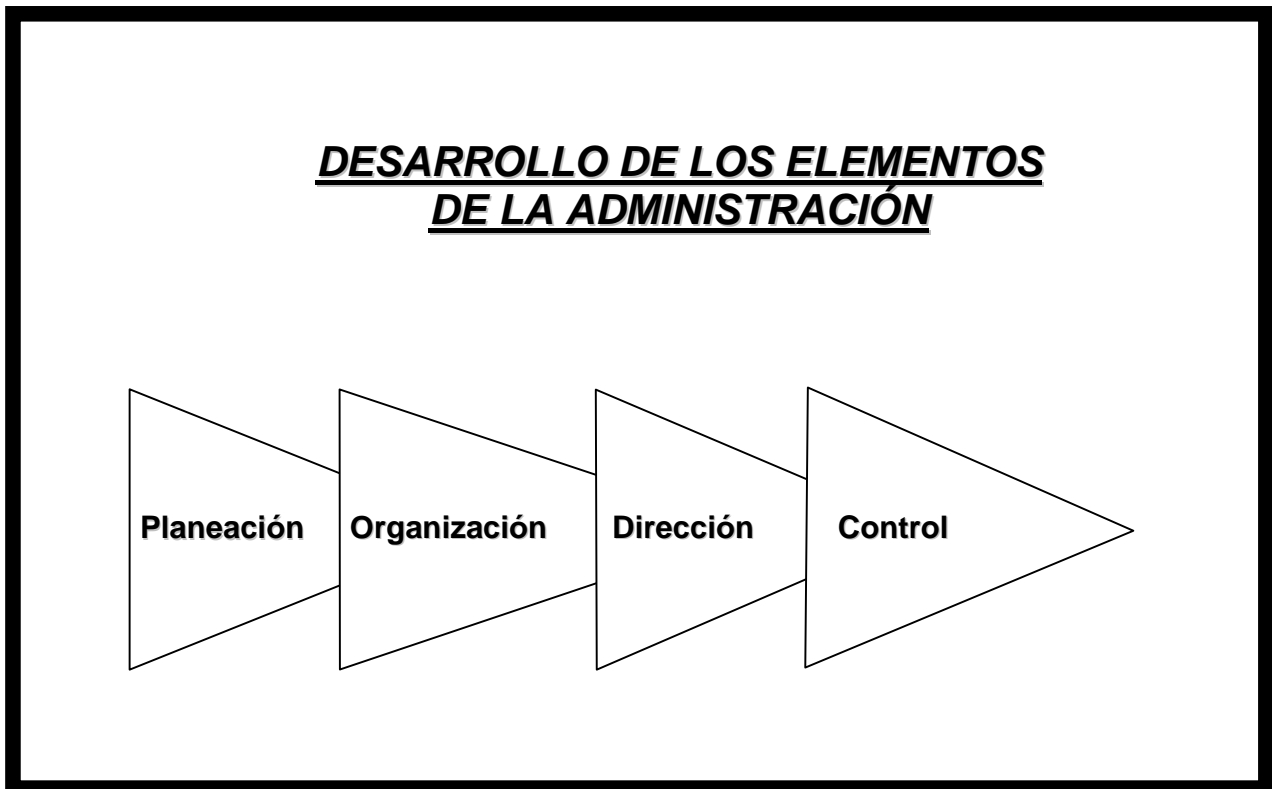 DESARROLLO DE LOS ELEMENTOS
DE LA ADMINISTRACIÓN
Planeación Organización Dirección Control